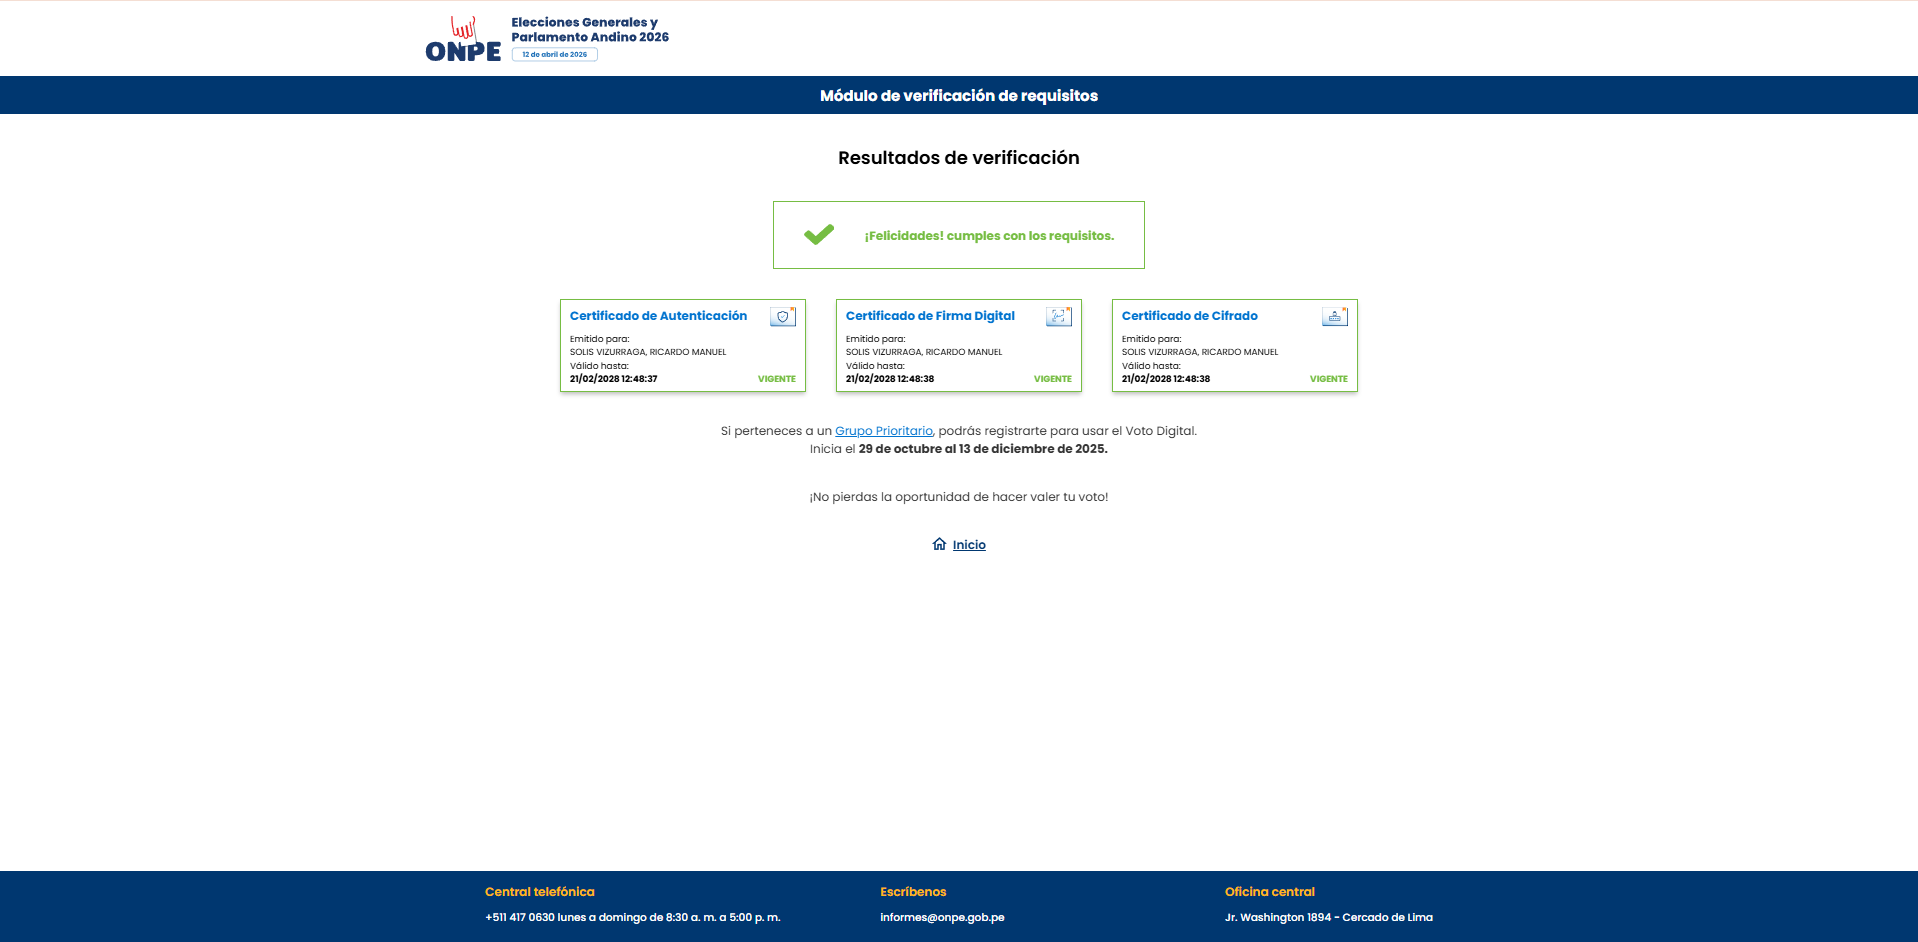 ONPE
Elecciones Generales y
Parlamento Andino 2026
12 de abril de 2026
Módulo de verificación de requisitos
Resultados de verificación
¡Felicidades! cumples con los requisitos.
Certificado de Autenticación
Emitido para:
SOLIS VIZURRAGA, RICARDO MANUEL
Válido hasta:
21/02/2028 12:48:37 VIGENTE
Certificado de Firma Digital
Emitido para:
SOLIS VIZURRAGA, RICARDO MANUEL
Válido hasta:
21/02/2028 12:48:38 VIGENTE
Certificado de Cifrado
Emitido para:
SOLIS VIZURRAGA, RICARDO MANUEL
Válido hasta:
21/02/2028 12:48:38 VIGENTE
Si perteneces a un Grupo Prioritario, podrás registrarte para usar el Voto Digital.
Inicia el 29 de octubre al 13 de diciembre de 2025.
¡No pierdas la oportunidad de hacer valer tu voto!
Inicio
Central telefónica
+511 417 0630 lunes a domingo de 8:30 a. m. a 5:00 p. m.
Escríbenos
informes@onpe.gob.pe
Oficina central
Jr. Washington 1894 - Cercado de Lima